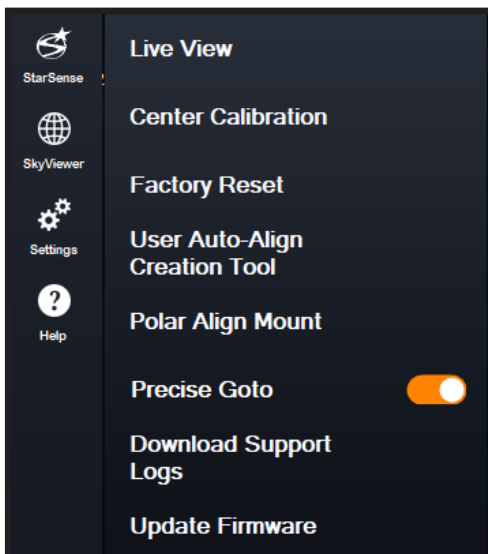 StarSense
SkyViewer
Settings
?
Help
Live View
Center Calibration
Factory Reset
User Auto-Align
Creation Tool
Polar Align Mount
Precise Goto
Download Support
Logs
Update Firmware